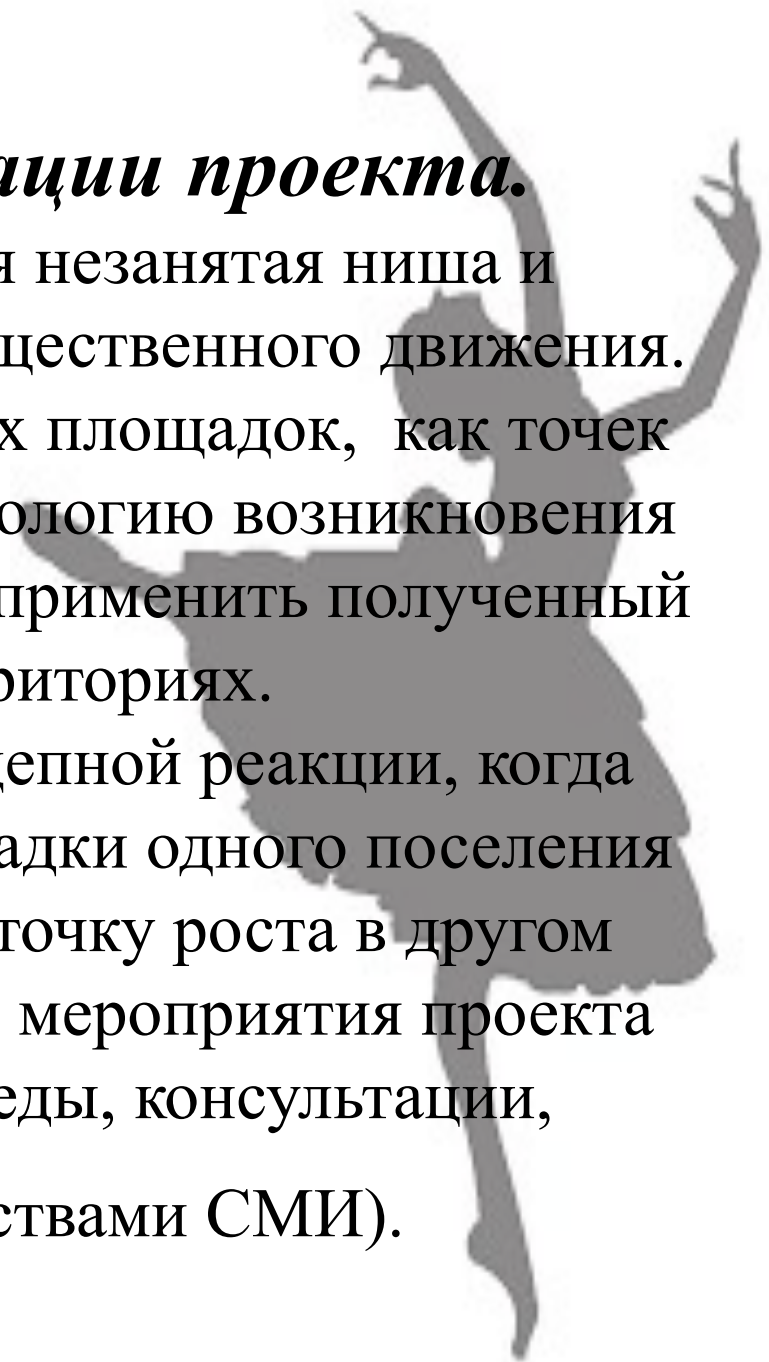 ации проекта.
я незанятая ниша и
щественного движения.
х площадок, как точек
ологию возникновения
применить полученный
риториях.
цепной реакции, когда
адки одного поселения
точку роста в другом
мероприятия проекта
еды, консультации,
ствами СМИ).